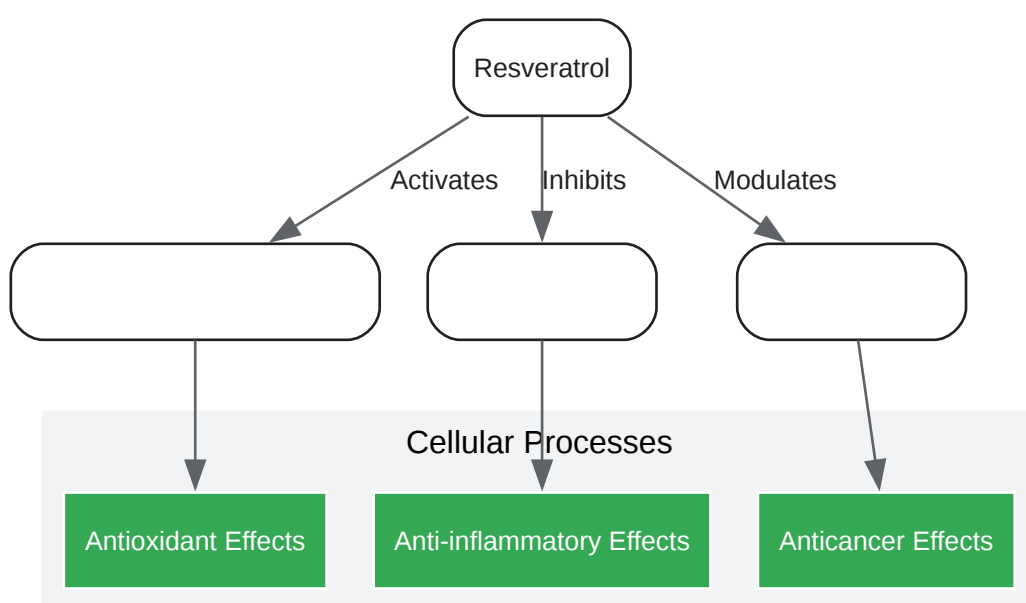 Resveratrol
Activates
Inhibits
Modulates
Cellular Processes
Antioxidant Effects
Anti-inflammatory Effects
Anticancer Effects